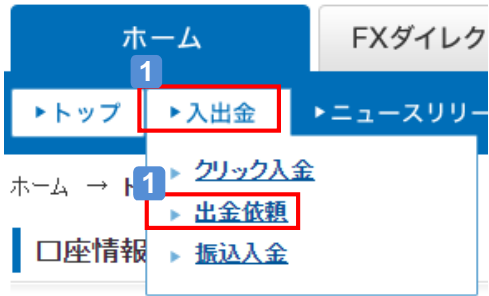 ホーム FXダイレク
1
▶トップ ▶入出金 ▶ニュースリリー
クリック入金
ホーム → ト 1
出金依頼
口座情報
振込入金